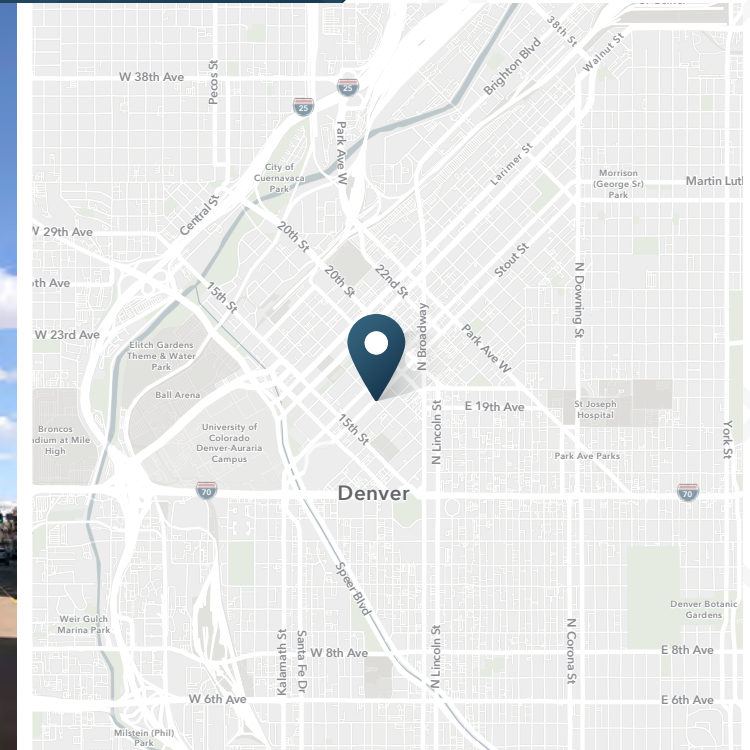 38th St
Walnut St
Brighton Blvd
W 38th Ave
Pecos St
25
25
Park Ave W
Larimer St
City of
Cuernavaca
Park
Morrison
(George Sr)
Park
Martin Lut
Central St
W 29th Ave
20th St
20th St
22nd St
Stout St
N Downing St
15th St
W 23rd Ave
Elitch Gardens
Theme & Water
Park
N Broadway
Park Ave W
Ball Arena
E 19th Ave
St Joseph
Hospital
N Lincoln St
15th St
York St
Broncos
adium at Mile
High
University of
Colorado
Denver-Auraria
Campus
Park Ave Parks
70
Denver
70
Speer Blvd
Weir Gulch
Marina Park
Denver Botanic
Gardens
Kalamath St
Santa Fe Dr
W 8th Ave
N Lincoln St
N Corona St
E 8th Ave
W 6th Ave
E 6th Ave
Milstein (Phil)
Park